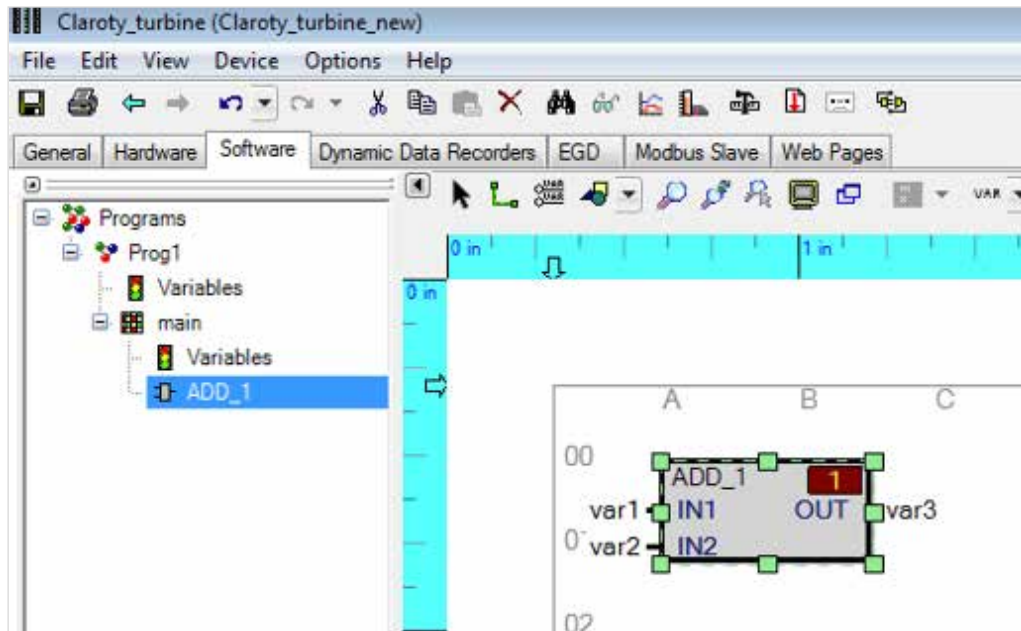 Claroty_turbine (Claroty_turbine_new)
File Edit View Device Options Help
General Hardware Software Dynamic Data Recorders EGD Modbus Slave Web Pages
Programs
Prog1
Variables
main
Variables
ADD_1
VAR
0 in 1 in
0 in
A B C
00
ADD_1 1
var1 IN1 OUT var3
var2 IN2
02